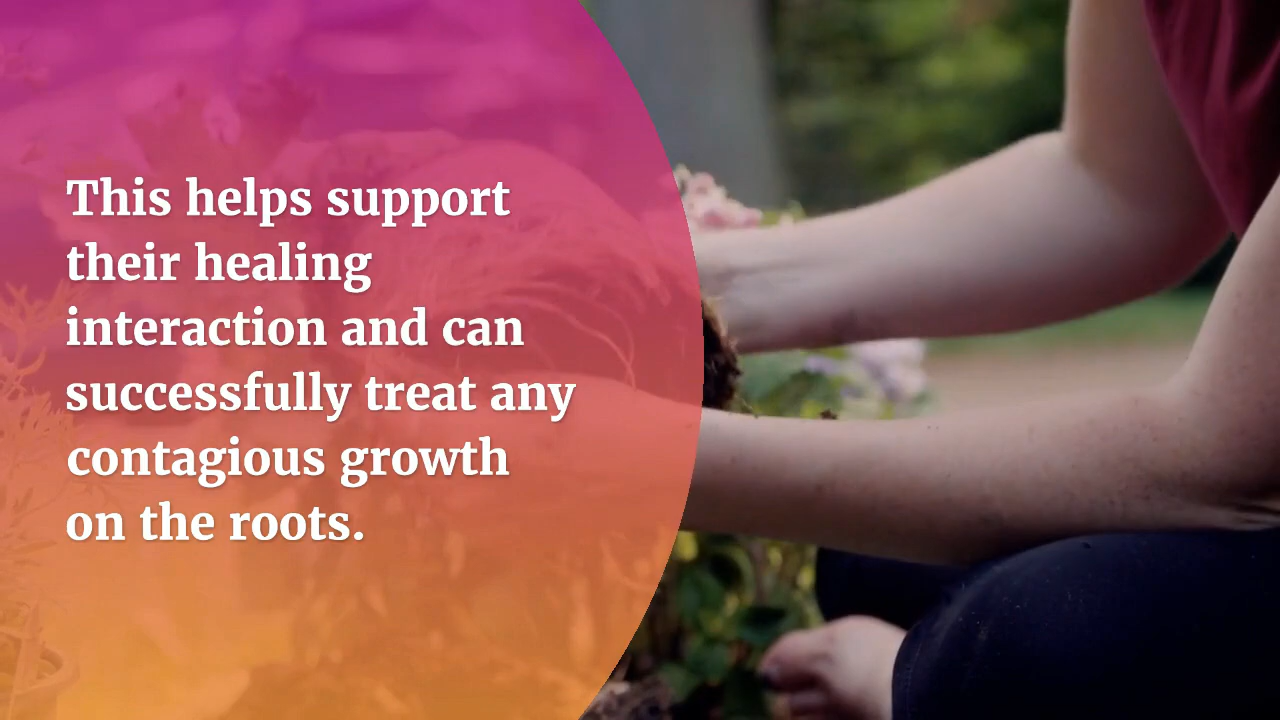 This helps support
their healing
interaction and can
successfully treat any
contagious growth
on the roots.